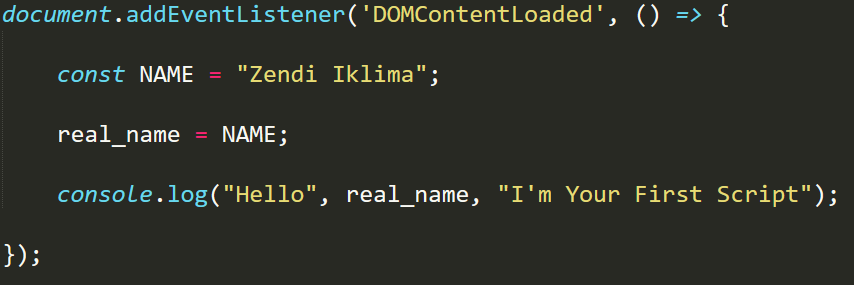 document.addEventListener('DOMContentLoaded', () => {
const NAME = "Zendi Iklima";
real_name = NAME;
console.log("Hello", real_name, "I'm Your First Script");
});